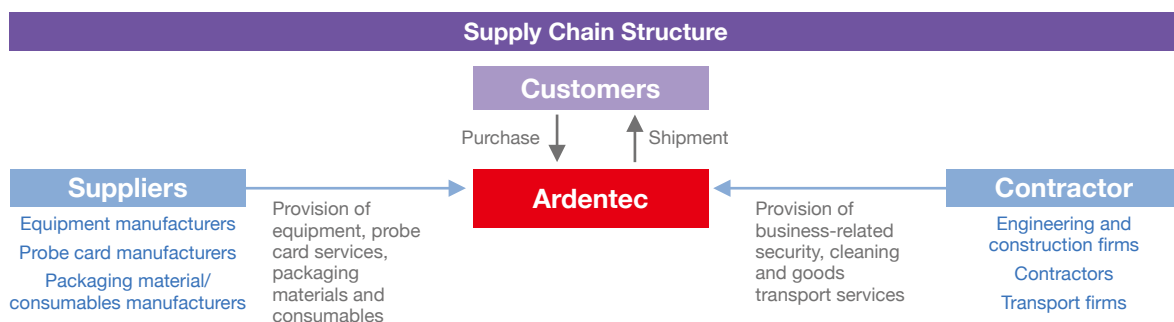 Supply Chain Structure
Customers
Purchase
Shipment
Suppliers
Ardentec
Contractor
Equipment manufacturers
Probe card manufacturers
Packaging material/
consumables manufacturers
Provision of
equipment, probe
card services,
packaging
materials and
consumables
Provision of
business-related
security, cleaning
and goods
transport services
Engineering and
construction firms
Contractors
Transport firms